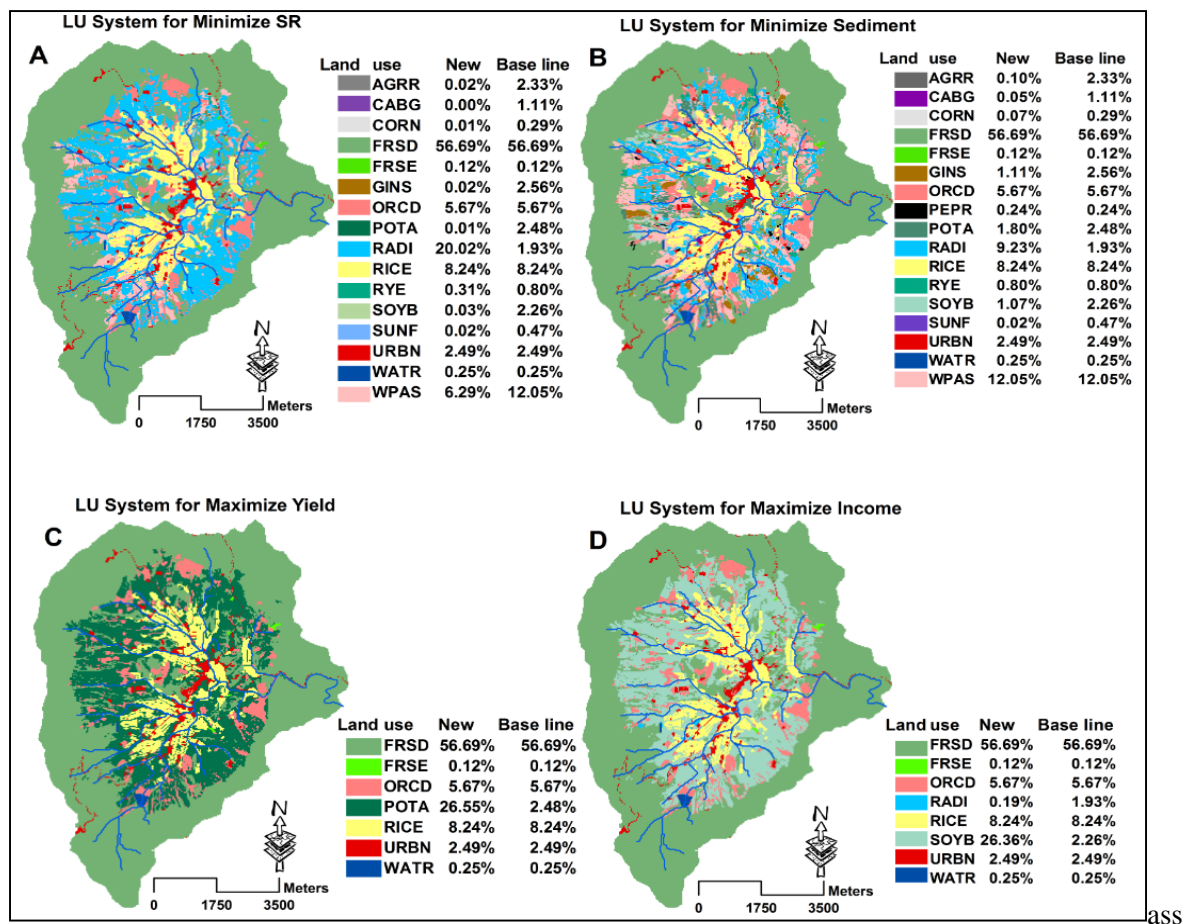 LU System for Minimize SR
A
Land use New Base line
AGRR 0.02% 2.33%
CABG 0.00% 1.11%
CORN 0.01% 0.29%
FRSD 56.69% 56.69%
FRSE 0.12% 0.12%
GINS 0.02% 2.56%
ORCD 5.67% 5.67%
POTA 0.01% 2.48%
RADI 20.02% 1.93%
RICE 8.24% 8.24%
RYE 0.31% 0.80%
SOYB 0.03% 2.26%
SUNF 0.02% 0.47%
URBN 2.49% 2.49%
WATR 0.25% 0.25%
WPAS 6.29% 12.05%
N
Meters
0 1750 3500
LU System for Minimize Sediment
B
Land use New Base line
AGRR 0.10% 2.33%
CABG 0.05% 1.11%
CORN 0.07% 0.29%
FRSD 56.69% 56.69%
FRSE 0.12% 0.12%
GINS 1.11% 2.56%
ORCD 5.67% 5.67%
PEPR 0.24% 0.24%
POTA 1.80% 2.48%
RADI 9.23% 1.93%
RICE 8.24% 8.24%
RYE 0.80% 0.80%
SOYB 1.07% 2.26%
SUNF 0.02% 0.47%
URBN 2.49% 2.49%
WATR 0.25% 0.25%
WPAS 12.05% 12.05%
N
Meters
0 1750 3500
LU System for Maximize Yield
C
Land use New Base line
FRSD 56.69% 56.69%
FRSE 0.12% 0.12%
ORCD 5.67% 5.67%
POTA 26.55% 2.48%
RICE 8.24% 8.24%
URBN 2.49% 2.49%
WATR 0.25% 0.25%
N
Meters
0 1750 3500
LU System for Maximize Income
D
Land use New Base line
FRSD 56.69% 56.69%
FRSE 0.12% 0.12%
ORCD 5.67% 5.67%
RADI 0.19% 1.93%
RICE 8.24% 8.24%
SOYB 26.36% 2.26%
URBN 2.49% 2.49%
WATR 0.25% 0.25%
N
Meters
0 1750 3500
ass